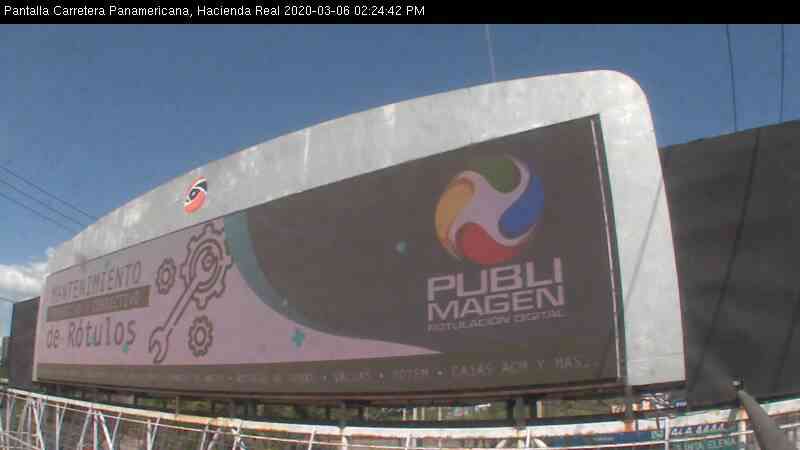 Pantalla Carretera Panamericana, Hacienda Real 2020-03-06 02:24:42 PM
MANTENIMIENTO
de Rótulos
PUBLI
IMAGEN
ROTULACIÓN DIGITAL
• VALLAS • TOTEM • CAJAS ACM Y MAS...